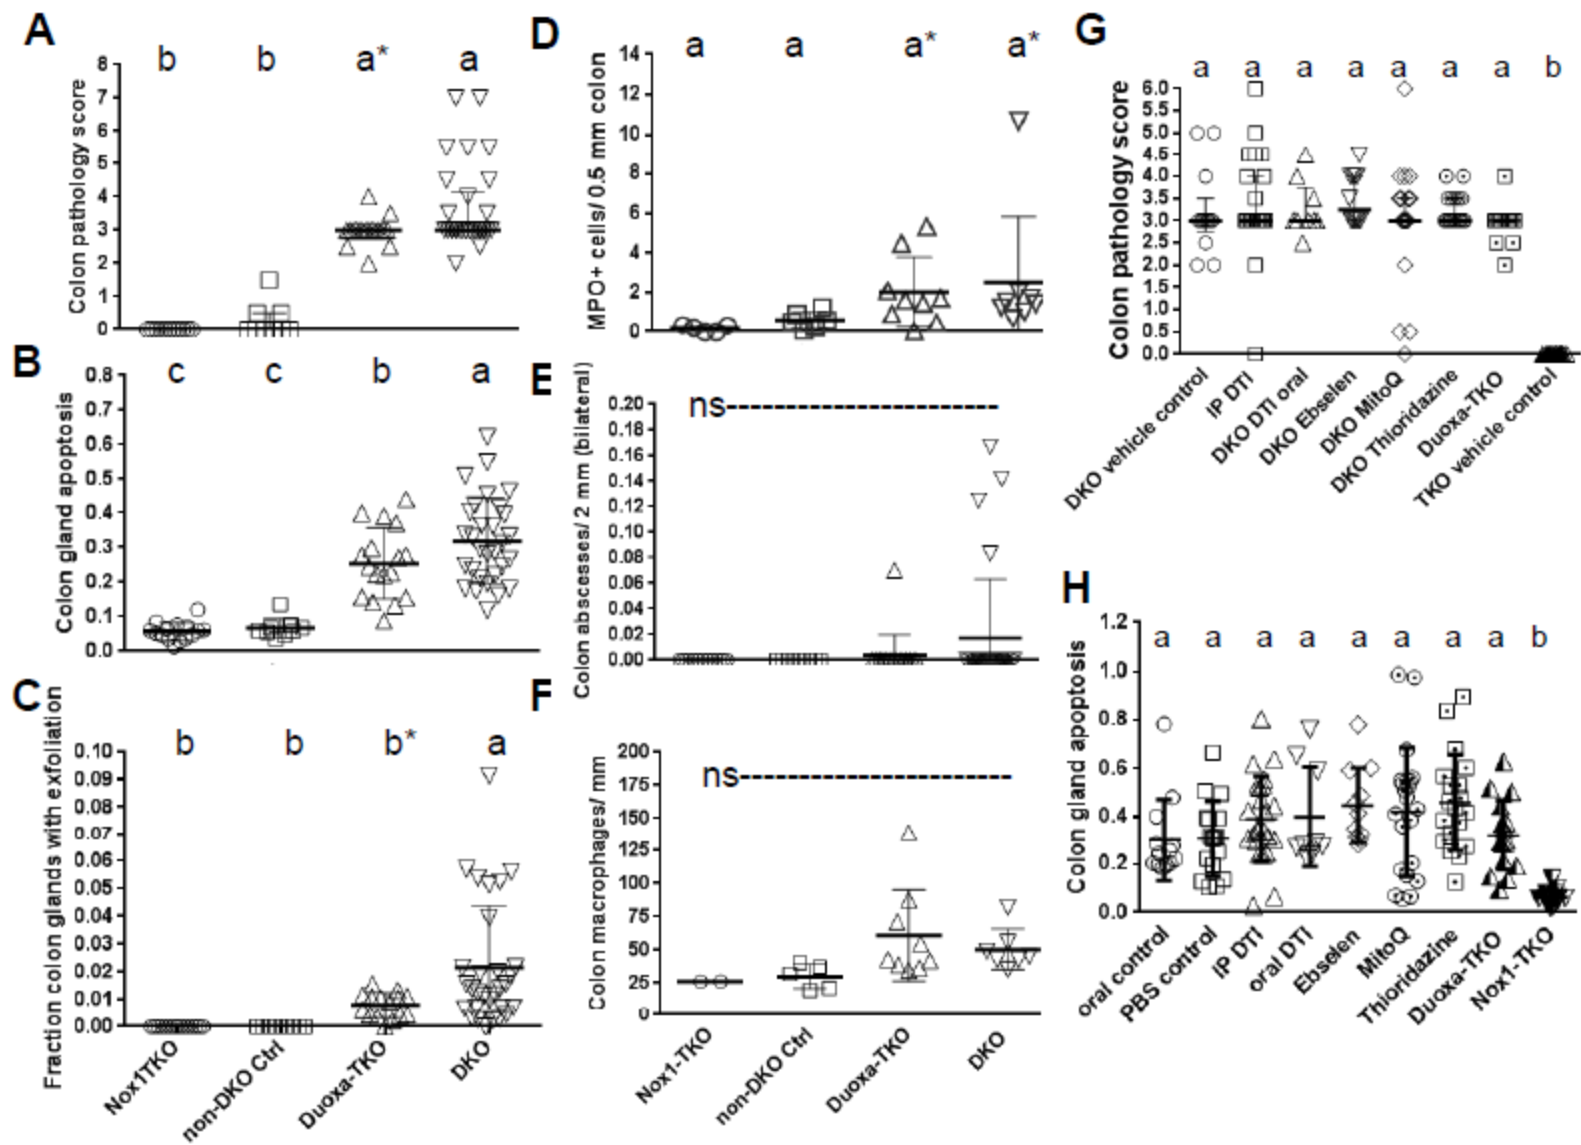 A
b b a* a
Colon pathology score
8
7
6
5
4
3
2
1
0
B
c c b a
Colon gland apoptosis
0.8
0.7
0.6
0.5
0.4
0.3
0.2
0.1
0.0
C
b b b* a
Fraction colon glands with exfoliation
0.10
0.09
0.08
0.07
0.06
0.05
0.04
0.03
0.02
0.01
0.00
Nox1TKO
non-DKO Ctrl
Duoxa-TKO
DKO
D
a a a* a*
MPO+ cells/ 0.5 mm colon
14
12
10
8
6
4
2
0
E
ns
Colon abscesses/ 2 mm (bilateral)
0.20
0.18
0.16
0.14
0.12
0.10
0.08
0.06
0.04
0.02
0.00
F
ns
Colon macrophages/ mm
200
175
150
125
100
75
50
25
0
Nox1-TKO
non-DKO Ctrl
Duoxa-TKO
DKO
G
a a a a a a a b
Colon pathology score
6.0
5.5
5.0
4.5
4.0
3.5
3.0
2.5
2.0
1.5
1.0
0.5
0.0
DKO vehicle control
IP DTI
DKO DTI oral
DKO Ebselen
DKO MitoQ
DKO Thioridazine
Duoxa-TKO
TKO vehicle control
H
a a a a a a a a b
Colon gland apoptosis
1.2
1.0
0.8
0.6
0.4
0.2
0.0
oral control
PBS control
IP DTI
oral DTI
Ebselen
MitoQ
Thioridazine
Duoxa-TKO
Nox1-TKO